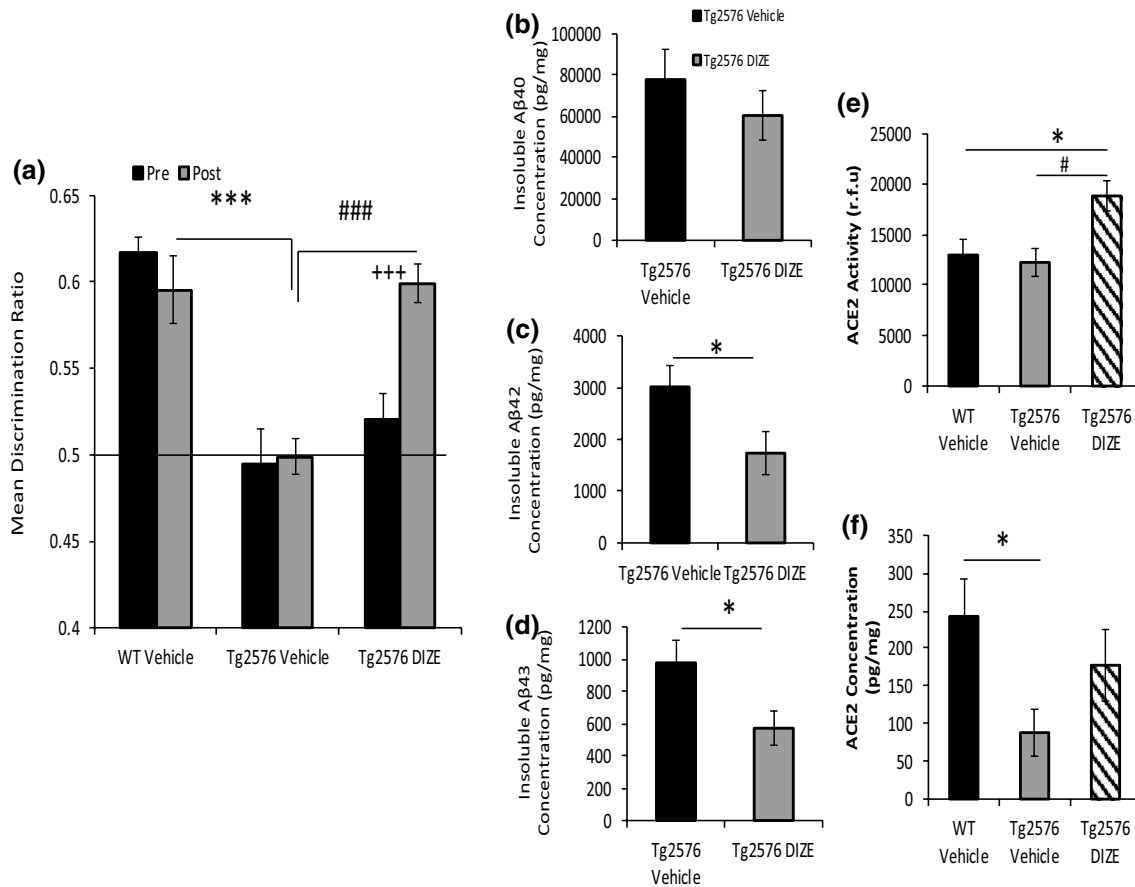 (a)
Pre Post
0.65
0.6
0.55
0.5
0.45
0.4
Mean Discrimination Ratio
***
###
+++
WT Vehicle
Tg2576 Vehicle
Tg2576 DIZE
(b)
Tg2576 Vehicle
Tg2576 DIZE
100000
80000
60000
40000
20000
0
Insoluble Aβ40
Concentration (pg/mg)
Tg2576
Vehicle
Tg2576 DIZE
(c)
4000
3000
2000
1000
0
Insoluble Aβ42
Concentration (pg/mg)
*
Tg2576 Vehicle
Tg2576 DIZE
(d)
1200
1000
800
600
400
200
0
Insoluble Aβ43
Concentration (pg/mg)
*
Tg2576
Vehicle
Tg2576 DIZE
(e)
25000
20000
15000
10000
5000
0
ACE2 Activity (r.f.u)
*
#
WT
Vehicle
Tg2576
Vehicle
Tg2576
DIZE
(f)
350
300
250
200
150
100
50
0
ACE2 Concentration
(pg/mg)
*
WT
Vehicle
Tg2576
Vehicle
Tg2576
DIZE